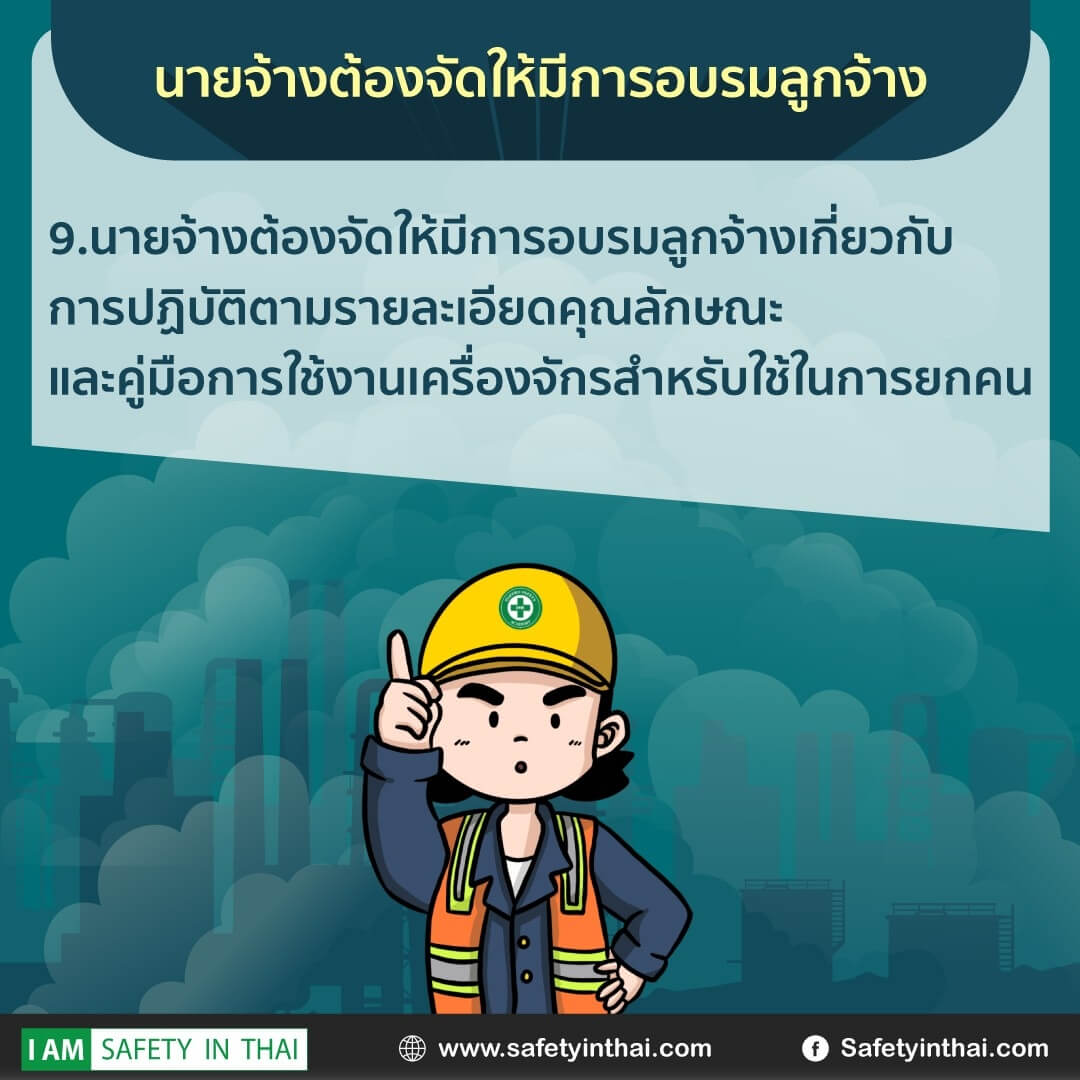 นายจ้างต้องจัดให้มีการอบรมลูกจ้าง
9.นายจ้างต้องจัดให้มีการอบรมลูกจ้างเกี่ยวกับ
การปฏิบัติตามรายละเอียดคุณลักษณะ
และคู่มือการใช้งานเครื่องจักรสำหรับใช้ในการยกคน
I AM SAFETY IN THAI
www.safetyinthai.com
Safetyinthai.com